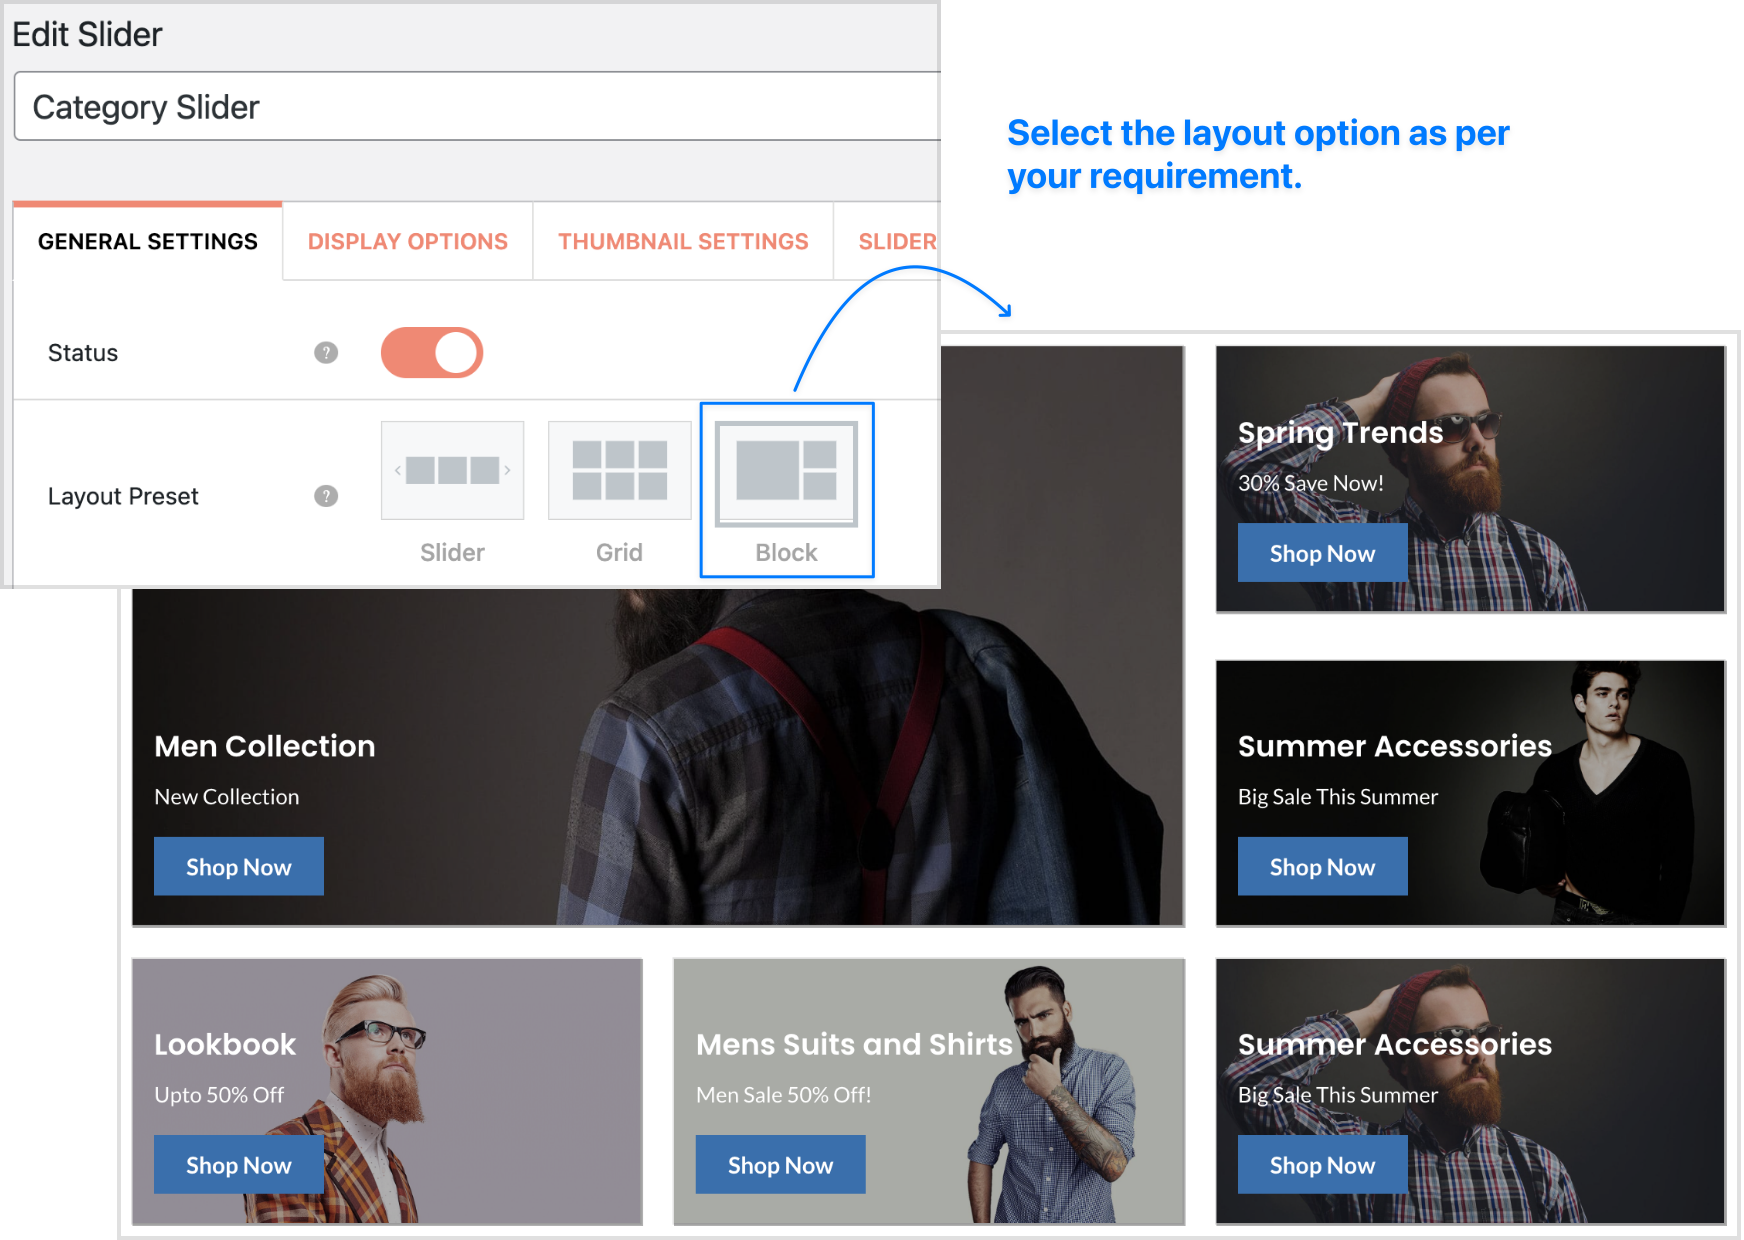 Edit Slider
Category Slider
Select the layout option as per
your requirement.
GENERAL SETTINGS
DISPLAY OPTIONS
THUMBNAIL SETTINGS
SLIDER
Status
?
Layout Preset
?
Slider
Grid
Block
Spring Trends
30% Save Now!
Shop Now
Men Collection
New Collection
Shop Now
Summer Accessories
Big Sale This Summer
Shop Now
Lookbook
Upto 50% Off
Shop Now
Mens Suits and Shirts
Men Sale 50% Off!
Shop Now
Summer Accessories
Big Sale This Summer
Shop Now